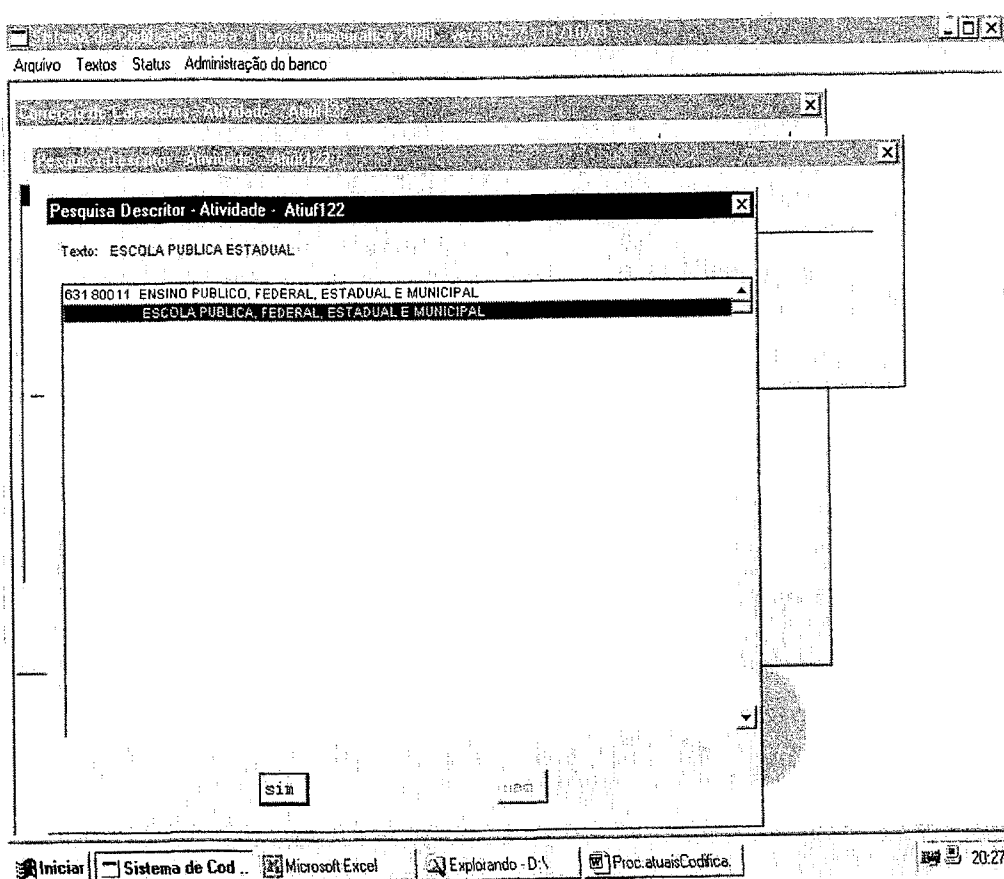 Arquivo Textos Status Administração do banco
Pesquisa Descritor - Atividade - Atiuf122
Texto: ESCOLA PUBLICA ESTADUAL
631 80011 ENSINO PUBLICO, FEDERAL, ESTADUAL E MUNICIPAL
ESCOLA PUBLICA, FEDERAL, ESTADUAL E MUNICIPAL
sim
Iniciar Sistema de Cod .. Microsoft Excel Explorando - D:\ Proc.atuaisCodifica. 20:27